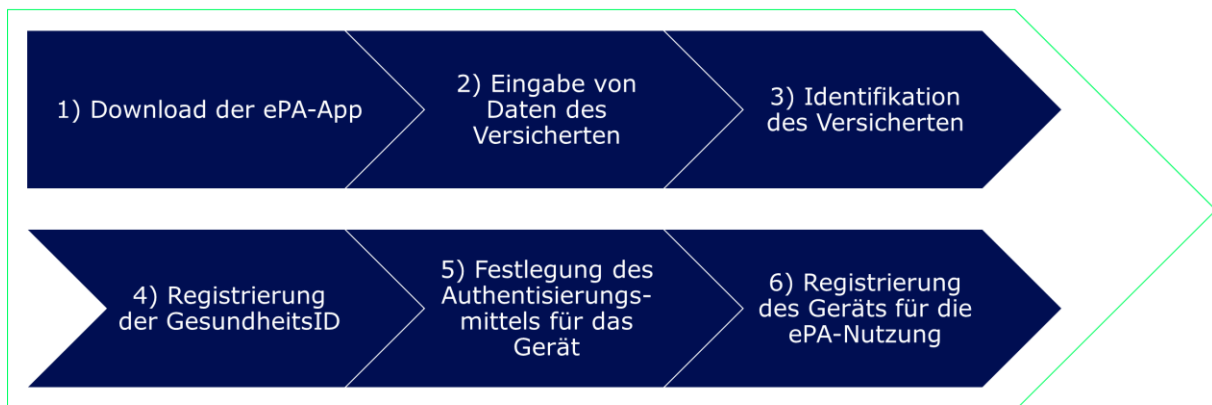 1) Download der ePA-App
2) Eingabe von
Daten des
Versicherten
3) Identifikation
des Versicherten
4) Registrierung
der GesundheitsID
5) Festlegung des
Authentisierungs-
mittels für das
Gerät
6) Registrierung
des Geräts für die
ePA-Nutzung